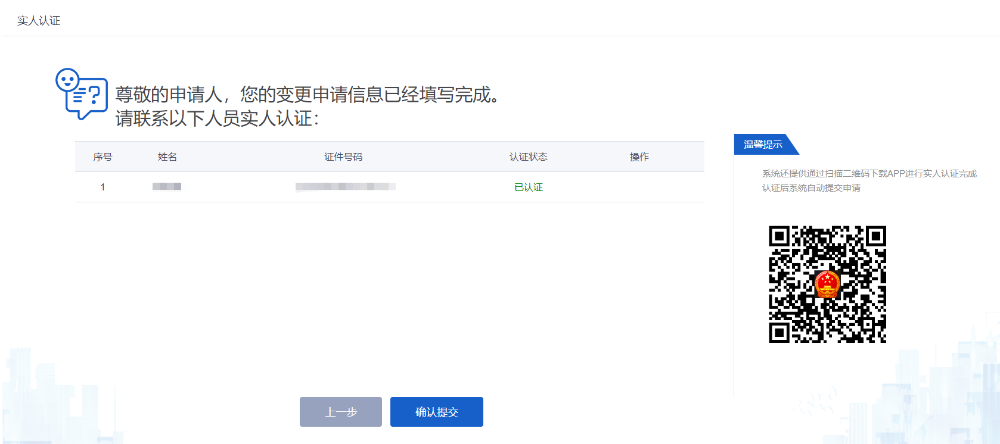 实人认证
尊敬的申请人，您的变更申请信息已经填写完成。
请联系以下人员实人认证：
序号 姓名 证件号码 认证状态 操作
1 已认证
温馨提示
系统还提供通过扫描二维码下载APP进行实人认证完成
认证后系统自动提交申请
上一步 确认提交